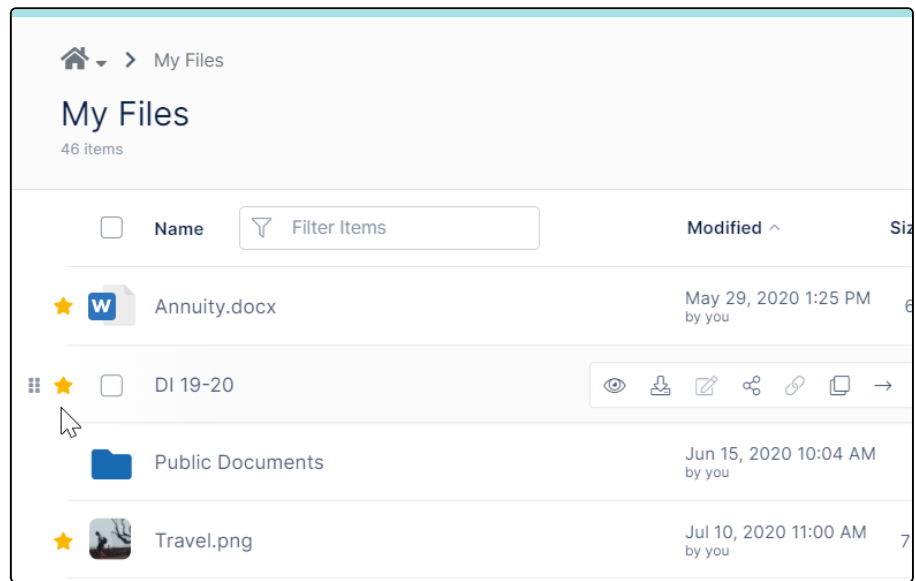 My Files
My Files
46 items
Name Filter Items Modified
Annuity.docx May 29, 2020 1:25 PM
by you
DI 19-20
Public Documents Jun 15, 2020 10:04 AM
by you
Travel.png Jul 10, 2020 11:00 AM
by you